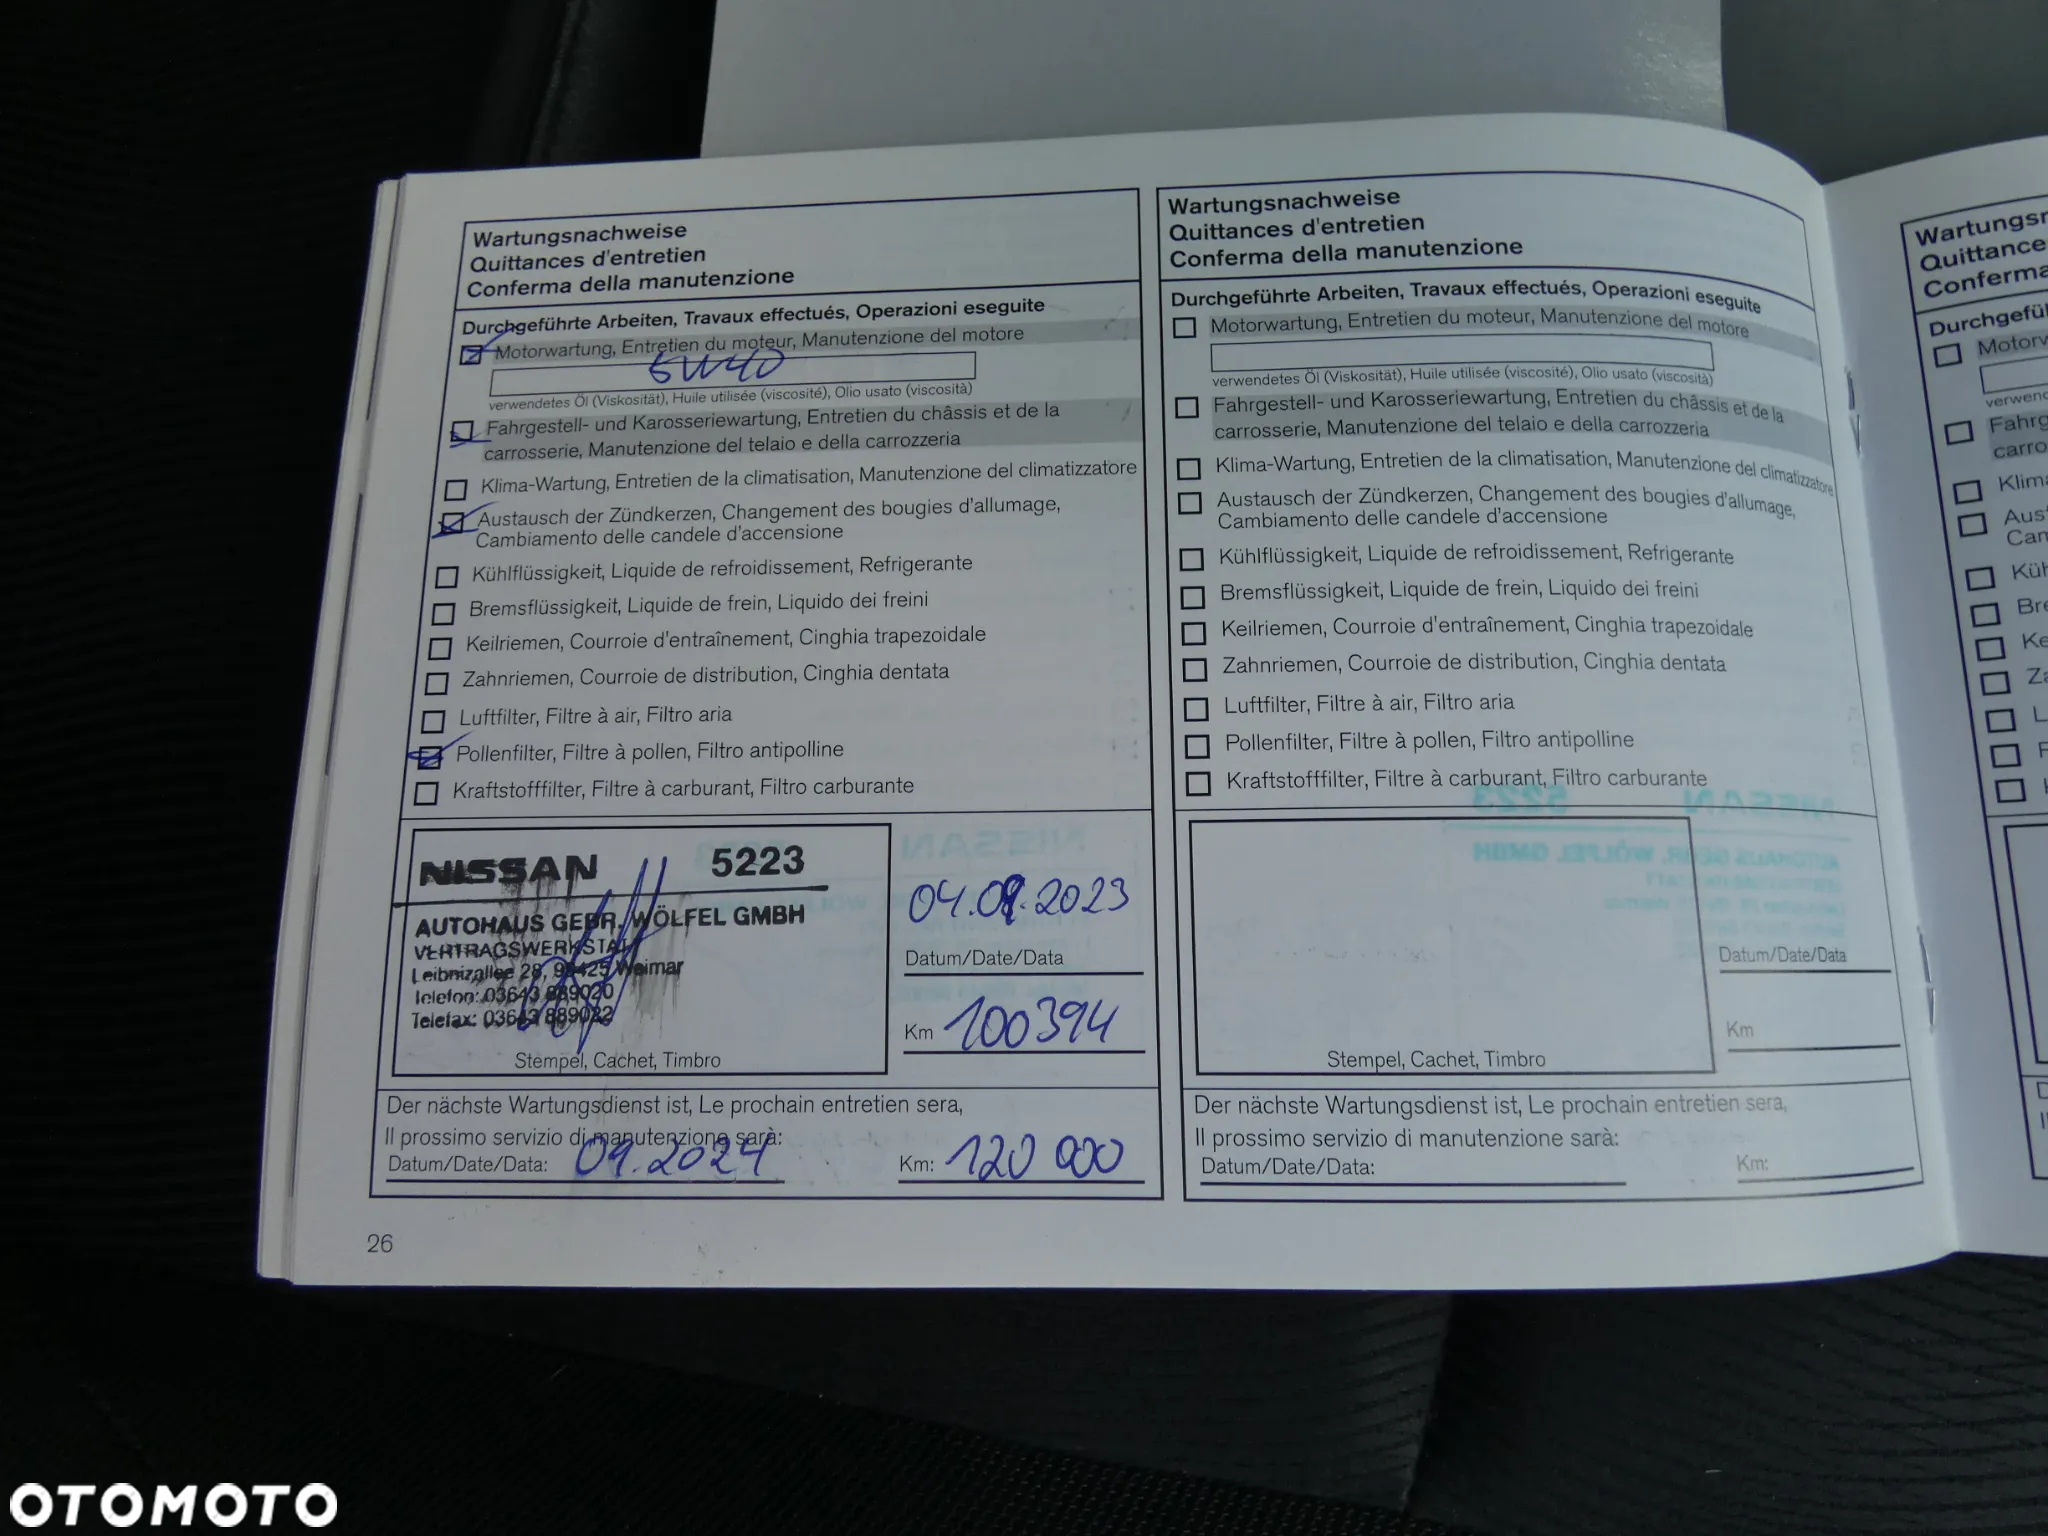 Wartungsnachweise
Quittances d'entretien
Conferma della manutenzione
Durchgeführte Arbeiten, Travaux effectués, Operazioni eseguite
Motorwartung, Entretien du moteur, Manutenzione del motore
5W40
verwendetes Öl (Viskosität), Huile utilisée (viscosité), Olio usato (viscosità)
Fahrgestell- und Karosseriewartung, Entretien du châssis et de la
carrosserie, Manutenzione del telaio e della carrozzeria
Klima-Wartung, Entretien de la climatisation, Manutenzione del climatizzatore
Austausch der Zündkerzen, Changement des bougies d'allumage,
Cambiamento delle candele d'accensione
Kühlflüssigkeit, Liquide de refroidissement, Refrigerante
Bremsflüssigkeit, Liquide de frein, Liquido dei freini
Keilriemen, Courroie d'entraînement, Cinghia trapezoidale
Zahnriemen, Courroie de distribution, Cinghia dentata
Luftfilter, Filtre à air, Filtro aria
Pollenfilter, Filtre à pollen, Filtro antipolline
Kraftstofffilter, Filtre à carburant, Filtro carburante
NISSAN 5223
AUTOHAUS GEBR. WÖLFEL GMBH
VERTRAGSWERKSTATT
Leibnizallee 28, 99425 Weimar
Telefon: 03643 889020
Telefax: 03643 889022
Stempel, Cachet, Timbro
04.09.2023
Datum/Date/Data
Km 100394
Der nächste Wartungsdienst ist, Le prochain entretien sera,
Il prossimo servizio di manutenzione sarà:
Datum/Date/Data: 09.2024 Km: 120 000
26
Wartungsnachweise
Quittances d'entretien
Conferma della manutenzione
Durchgeführte Arbeiten, Travaux effectués, Operazioni eseguite
Motorwartung, Entretien du moteur, Manutenzione del motore
verwendetes Öl (Viskosität), Huile utilisée (viscosité), Olio usato (viscosità)
Fahrgestell- und Karosseriewartung, Entretien du châssis et de la
carrosserie, Manutenzione del telaio e della carrozzeria
Klima-Wartung, Entretien de la climatisation, Manutenzione del climatizzatore
Austausch der Zündkerzen, Changement des bougies d'allumage,
Cambiamento delle candele d'accensione
Kühlflüssigkeit, Liquide de refroidissement, Refrigerante
Bremsflüssigkeit, Liquide de frein, Liquido dei freini
Keilriemen, Courroie d'entraînement, Cinghia trapezoidale
Zahnriemen, Courroie de distribution, Cinghia dentata
Luftfilter, Filtre à air, Filtro aria
Pollenfilter, Filtre à pollen, Filtro antipolline
Kraftstofffilter, Filtre à carburant, Filtro carburante
Stempel, Cachet, Timbro
Datum/Date/Data
Km
Der nächste Wartungsdienst ist, Le prochain entretien sera,
Il prossimo servizio di manutenzione sarà:
Datum/Date/Data: Km:
Quittance
OTOMOTO